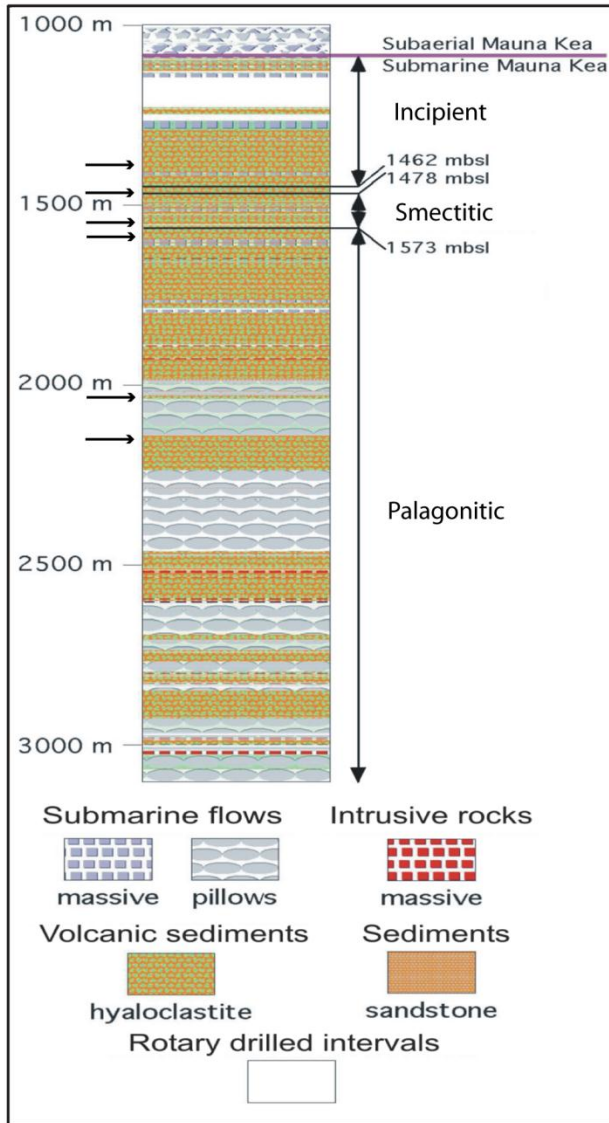 1000 m
Subaerial Mauna Kea
Submarine Mauna Kea
Incipient
1462 mbsl
1478 mbsl
1500 m
Smectitic
1573 mbsl
2000 m
Palagonitic
2500 m
3000 m
Submarine flows
Intrusive rocks
massive
pillows
massive
Volcanic sediments
Sediments
hyaloclastite
sandstone
Rotary drilled intervals